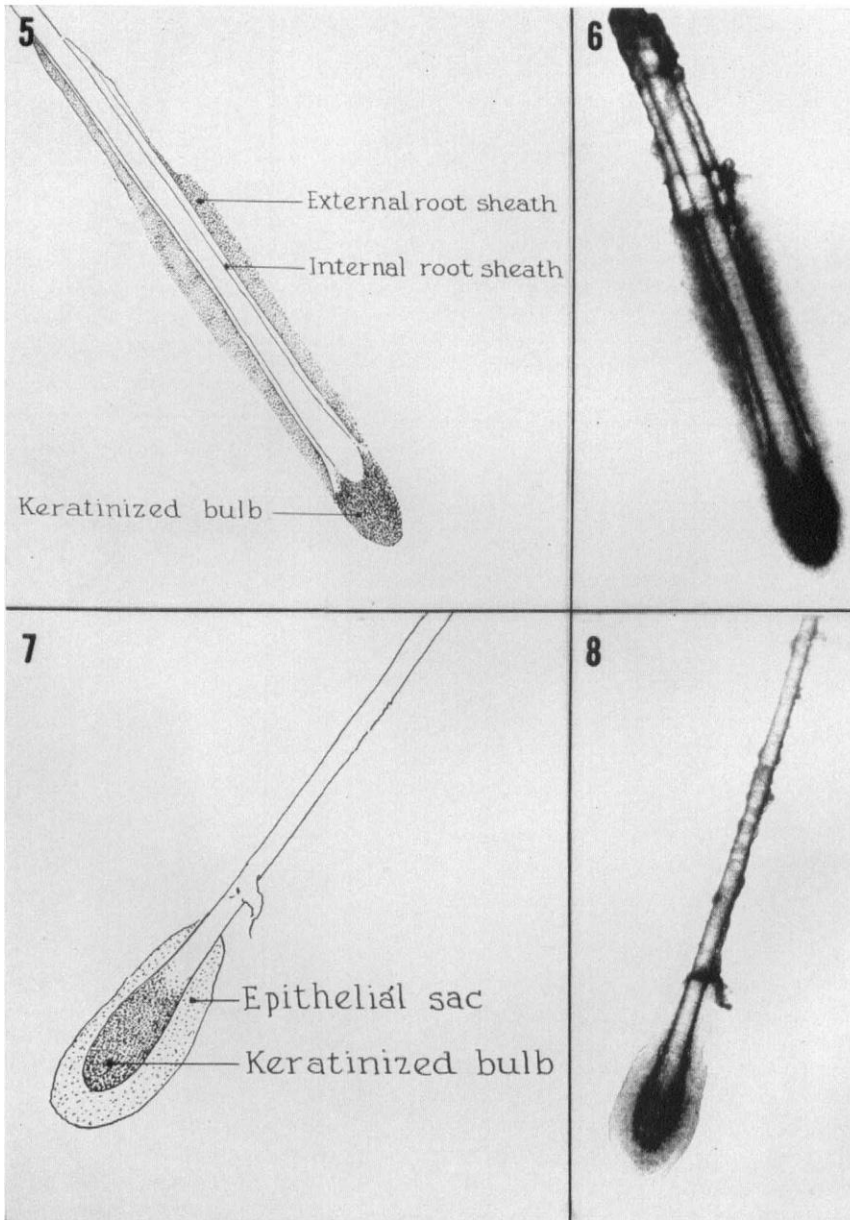 5
External root sheath
Internal root sheath
Keratinized bulb
6
7
Epithelial sac
Keratinized bulb
8